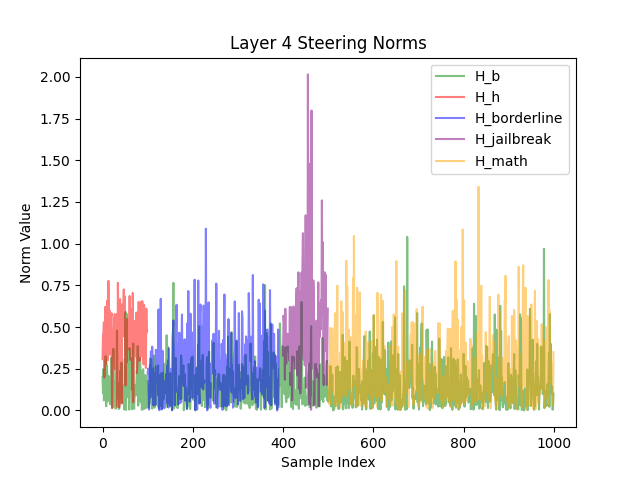 Layer 4 Steering Norms
H_b
H_h
H_borderline
H_jailbreak
H_math
Norm Value
2.00
1.75
1.50
1.25
1.00
0.75
0.50
0.25
0.00
0
200
400
600
800
1000
Sample Index